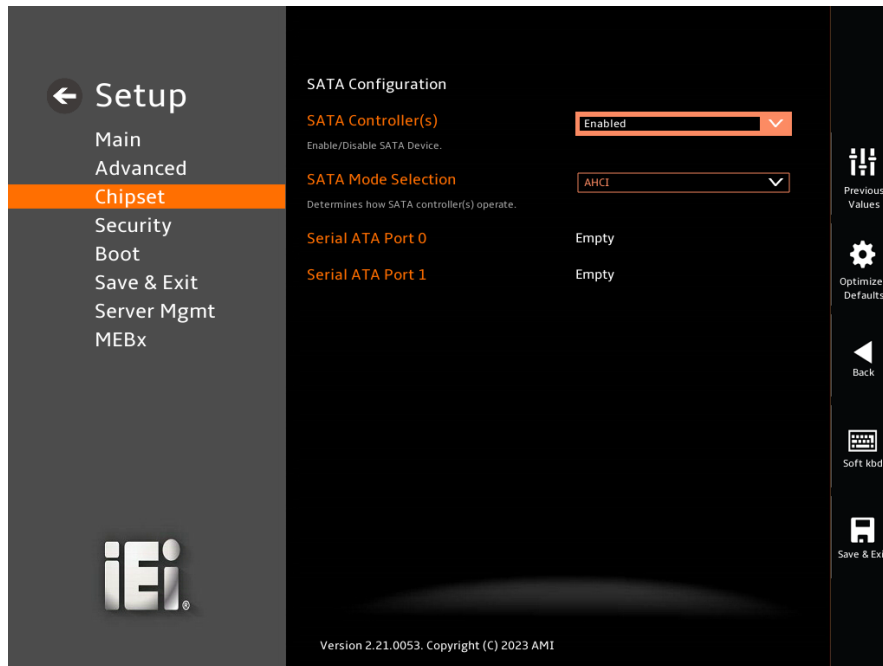 Setup
Main
Advanced
Chipset
Security
Boot
Save & Exit
Server Mgmt
MEBx
iEi®
SATA Configuration
SATA Controller(s) Enabled
Enable/Disable SATA Device.
SATA Mode Selection AHCI
Determines how SATA controller(s) operate.
Serial ATA Port 0 Empty
Serial ATA Port 1 Empty
Version 2.21.0053. Copyright (C) 2023 AMI
Previous
Values
Optimize
Defaults
Back
Soft kbd
Save & Exi